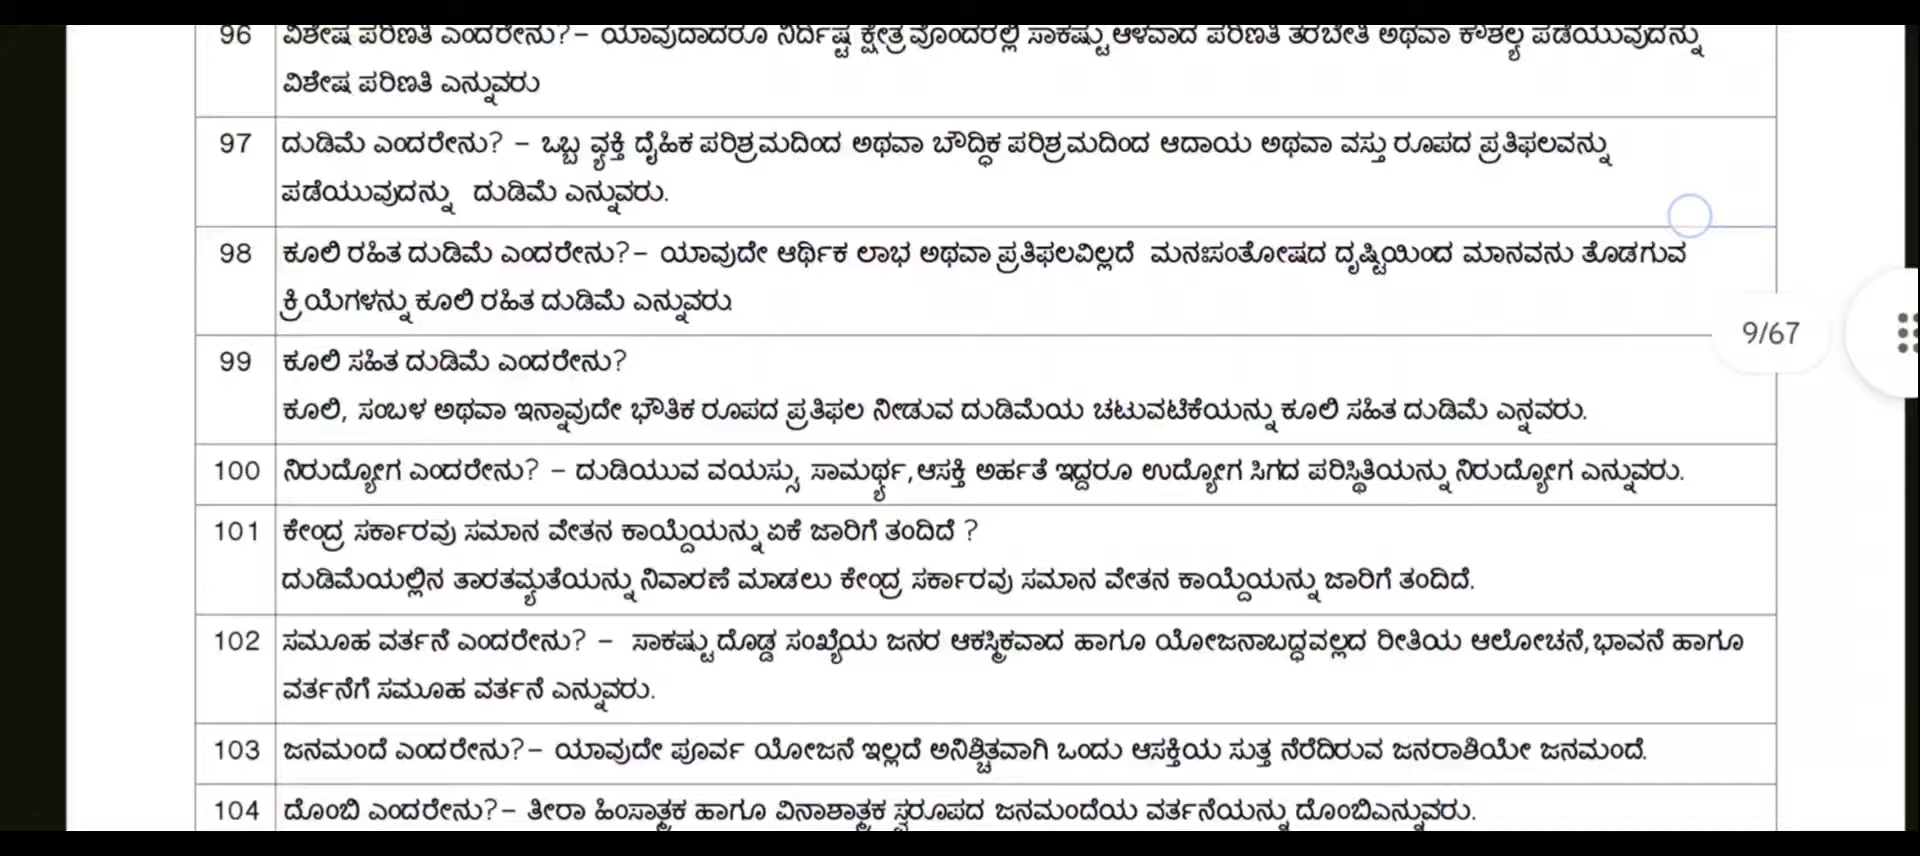 96 ವಿಶೇಷ ಪರಿಣತಿ ಎಂದರೇನು?– ಯಾವುದಾದರೂ ನಿರ್ದಿಷ್ಟ ಕ್ಷೇತ್ರವೊಂದರಲ್ಲಿ ಸಾಕಷ್ಟು ಆಳವಾದ ಪರಿಣತಿ ತರಬೇತಿ ಅಥವಾ ಕೌಶಲ್ಯ ಪಡೆಯುವುದನ್ನು
ವಿಶೇಷ ಪರಿಣತಿ ಎನ್ನುವರು
97 ದುಡಿಮೆ ಎಂದರೇನು? – ಒಬ್ಬ ವ್ಯಕ್ತಿ ದೈಹಿಕ ಪರಿಶ್ರಮದಿಂದ ಅಥವಾ ಬೌದ್ಧಿಕ ಪರಿಶ್ರಮದಿಂದ ಆದಾಯ ಅಥವಾ ವಸ್ತು ರೂಪದ ಪ್ರತಿಫಲವನ್ನು
ಪಡೆಯುವುದನ್ನು ದುಡಿಮೆ ಎನ್ನುವರು.
98 ಕೂಲಿ ರಹಿತ ದುಡಿಮೆ ಎಂದರೇನು?– ಯಾವುದೇ ಆರ್ಥಿಕ ಲಾಭ ಅಥವಾ ಪ್ರತಿಫಲವಿಲ್ಲದೆ ಮನಃಸಂತೋಷದ ದೃಷ್ಟಿಯಿಂದ ಮಾನವನು ತೊಡಗುವ
ಕ್ರಿಯೆಗಳನ್ನು ಕೂಲಿ ರಹಿತ ದುಡಿಮೆ ಎನ್ನುವರು
9/67
99 ಕೂಲಿ ಸಹಿತ ದುಡಿಮೆ ಎಂದರೇನು?
ಕೂಲಿ, ಸಂಬಳ ಅಥವಾ ಇನ್ನಾವುದೇ ಭೌತಿಕ ರೂಪದ ಪ್ರತಿಫಲ ನೀಡುವ ದುಡಿಮೆಯ ಚಟುವಟಿಕೆಯನ್ನು ಕೂಲಿ ಸಹಿತ ದುಡಿಮೆ ಎನ್ನವರು.
100 ನಿರುದ್ಯೋಗ ಎಂದರೇನು? – ದುಡಿಯುವ ವಯಸ್ಸು, ಸಾಮರ್ಥ್ಯ, ಆಸಕ್ತಿ ಅರ್ಹತೆ ಇದ್ದರೂ ಉದ್ಯೋಗ ಸಿಗದ ಪರಿಸ್ಥಿತಿಯನ್ನು ನಿರುದ್ಯೋಗ ಎನ್ನುವರು.
101 ಕೇಂದ್ರ ಸರ್ಕಾರವು ಸಮಾನ ವೇತನ ಕಾಯ್ದೆಯನ್ನು ಏಕೆ ಜಾರಿಗೆ ತಂದಿದೆ ?
ದುಡಿಮೆಯಲ್ಲಿನ ತಾರತಮ್ಯತೆಯನ್ನು ನಿವಾರಣೆ ಮಾಡಲು ಕೇಂದ್ರ ಸರ್ಕಾರವು ಸಮಾನ ವೇತನ ಕಾಯ್ದೆಯನ್ನು ಜಾರಿಗೆ ತಂದಿದೆ.
102 ಸಮೂಹ ವರ್ತನೆ ಎಂದರೇನು? – ಸಾಕಷ್ಟು ದೊಡ್ಡ ಸಂಖ್ಯೆಯ ಜನರ ಆಕಸ್ಮಿಕವಾದ ಹಾಗೂ ಯೋಜನಾಬದ್ಧವಲ್ಲದ ರೀತಿಯ ಆಲೋಚನೆ, ಭಾವನೆ ಹಾಗೂ
ವರ್ತನೆಗೆ ಸಮೂಹ ವರ್ತನೆ ಎನ್ನುವರು.
103 ಜನಮಂದೆ ಎಂದರೇನು?– ಯಾವುದೇ ಪೂರ್ವ ಯೋಜನೆ ಇಲ್ಲದೆ ಅನಿಶ್ಚಿತವಾಗಿ ಒಂದು ಆಸಕ್ತಿಯ ಸುತ್ತ ನೆರೆದಿರುವ ಜನರಾಶಿಯೇ ಜನಮಂದೆ.
104 ದೊಂಬಿ ಎಂದರೇನು?– ತೀರಾ ಹಿಂಸಾತ್ಮಕ ಹಾಗೂ ವಿನಾಶಾತ್ಮಕ ಸ್ವರೂಪದ ಜನಮಂದೆಯ ವರ್ತನೆಯನ್ನು ದೊಂಬಿಎನ್ನುವರು.